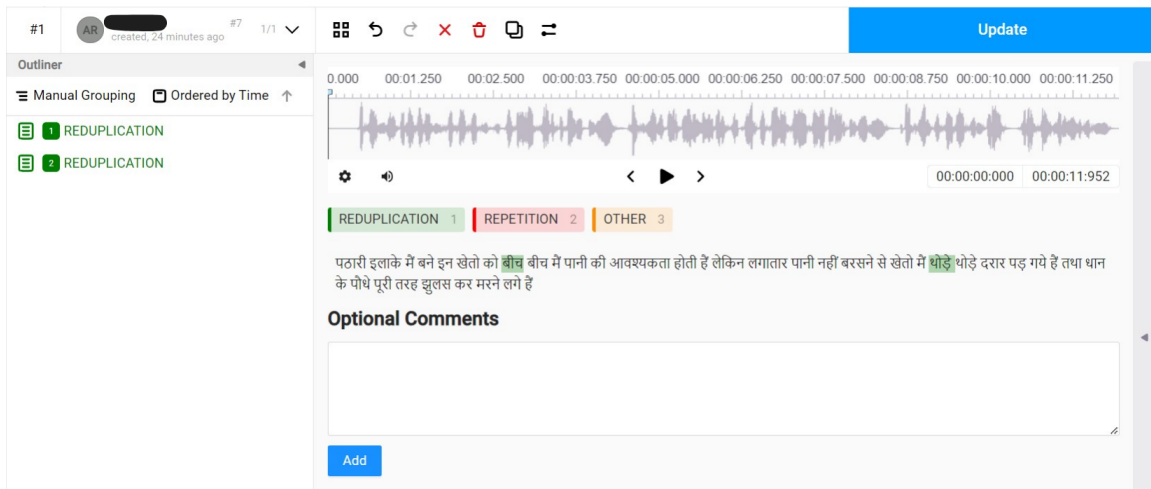 #1
AR
#7
created, 24 minutes ago
1/1
Update
Outliner
Manual Grouping
Ordered by Time
1 REDUPLICATION
2 REDUPLICATION
0.000 00:01.250 00:02.500 00:00:03.750 00:00:05.000 00:00:06.250 00:00:07.500 00:00:08.750 00:00:10.000 00:00:11.250
00:00:00:000 00:00:11:952
REDUPLICATION 1 REPETITION 2 OTHER 3
पठारी इलाके मैं बने इन खेतो को बीच बीच मैं पानी की आवश्यकता होती हैं लेकिन लगातार पानी नहीं बरसने से खेतो मैं थोड़े थोड़े दरार पड़ गये हैं तथा धान
के पौधे पूरी तरह झुलस कर मरने लगे हैं
Optional Comments
Add